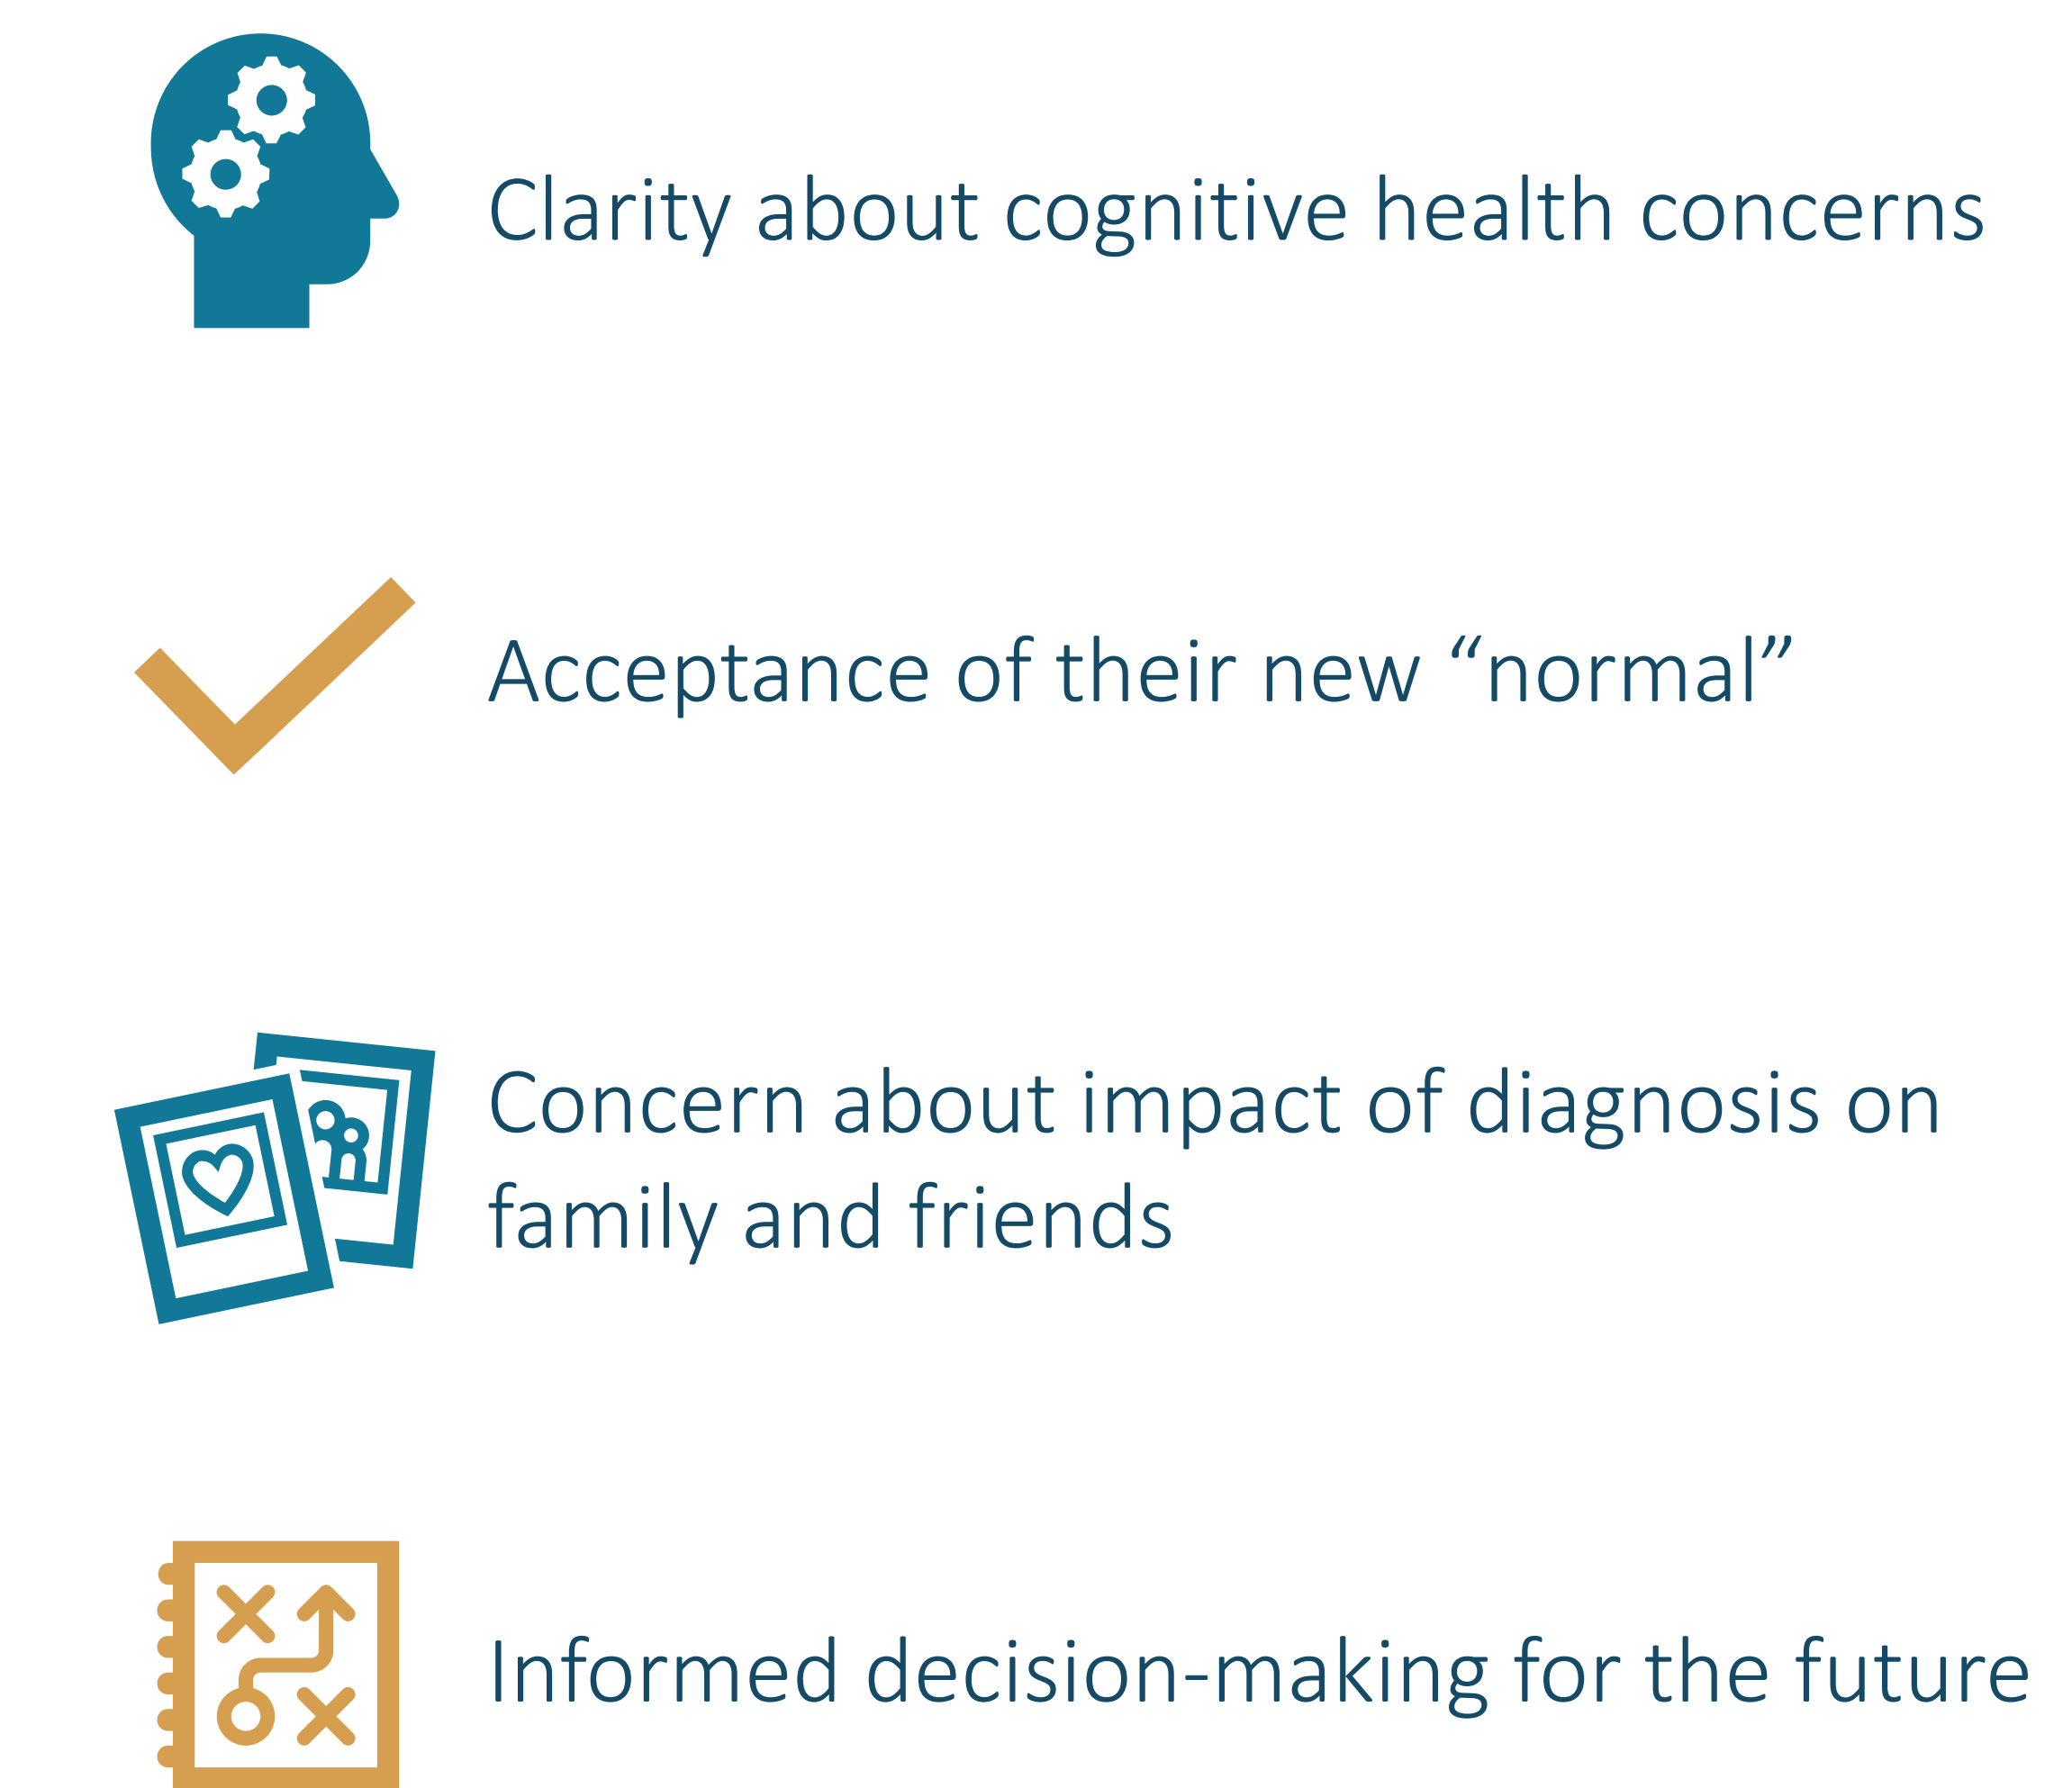 Clarity about cognitive health concerns
Acceptance of their new “normal”
Concern about impact of diagnosis on
family and friends
Informed decision-making for the future